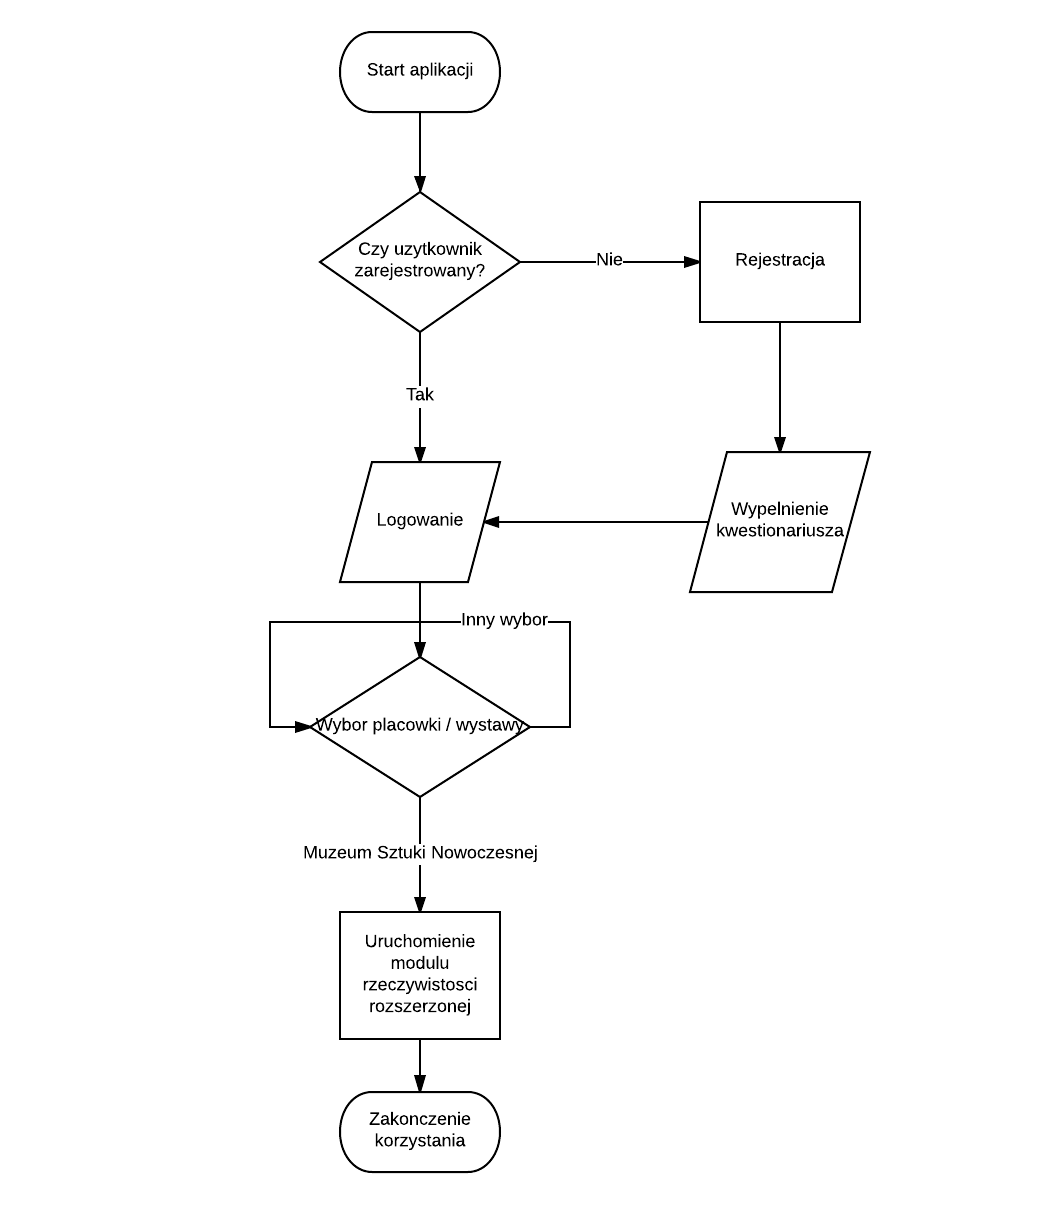 Start aplikacji
Czy uzytkownik
zarejestrowany?
Nie
Rejestracja
Tak
Logowanie
Wypelnienie
kwestionariusza
Inny wybor
Wybor placowki / wystawy
Muzeum Sztuki Nowoczesnej
Uruchomienie
modulu
rzeczywistosci
rozszerzonej
Zakonczenie
korzystania